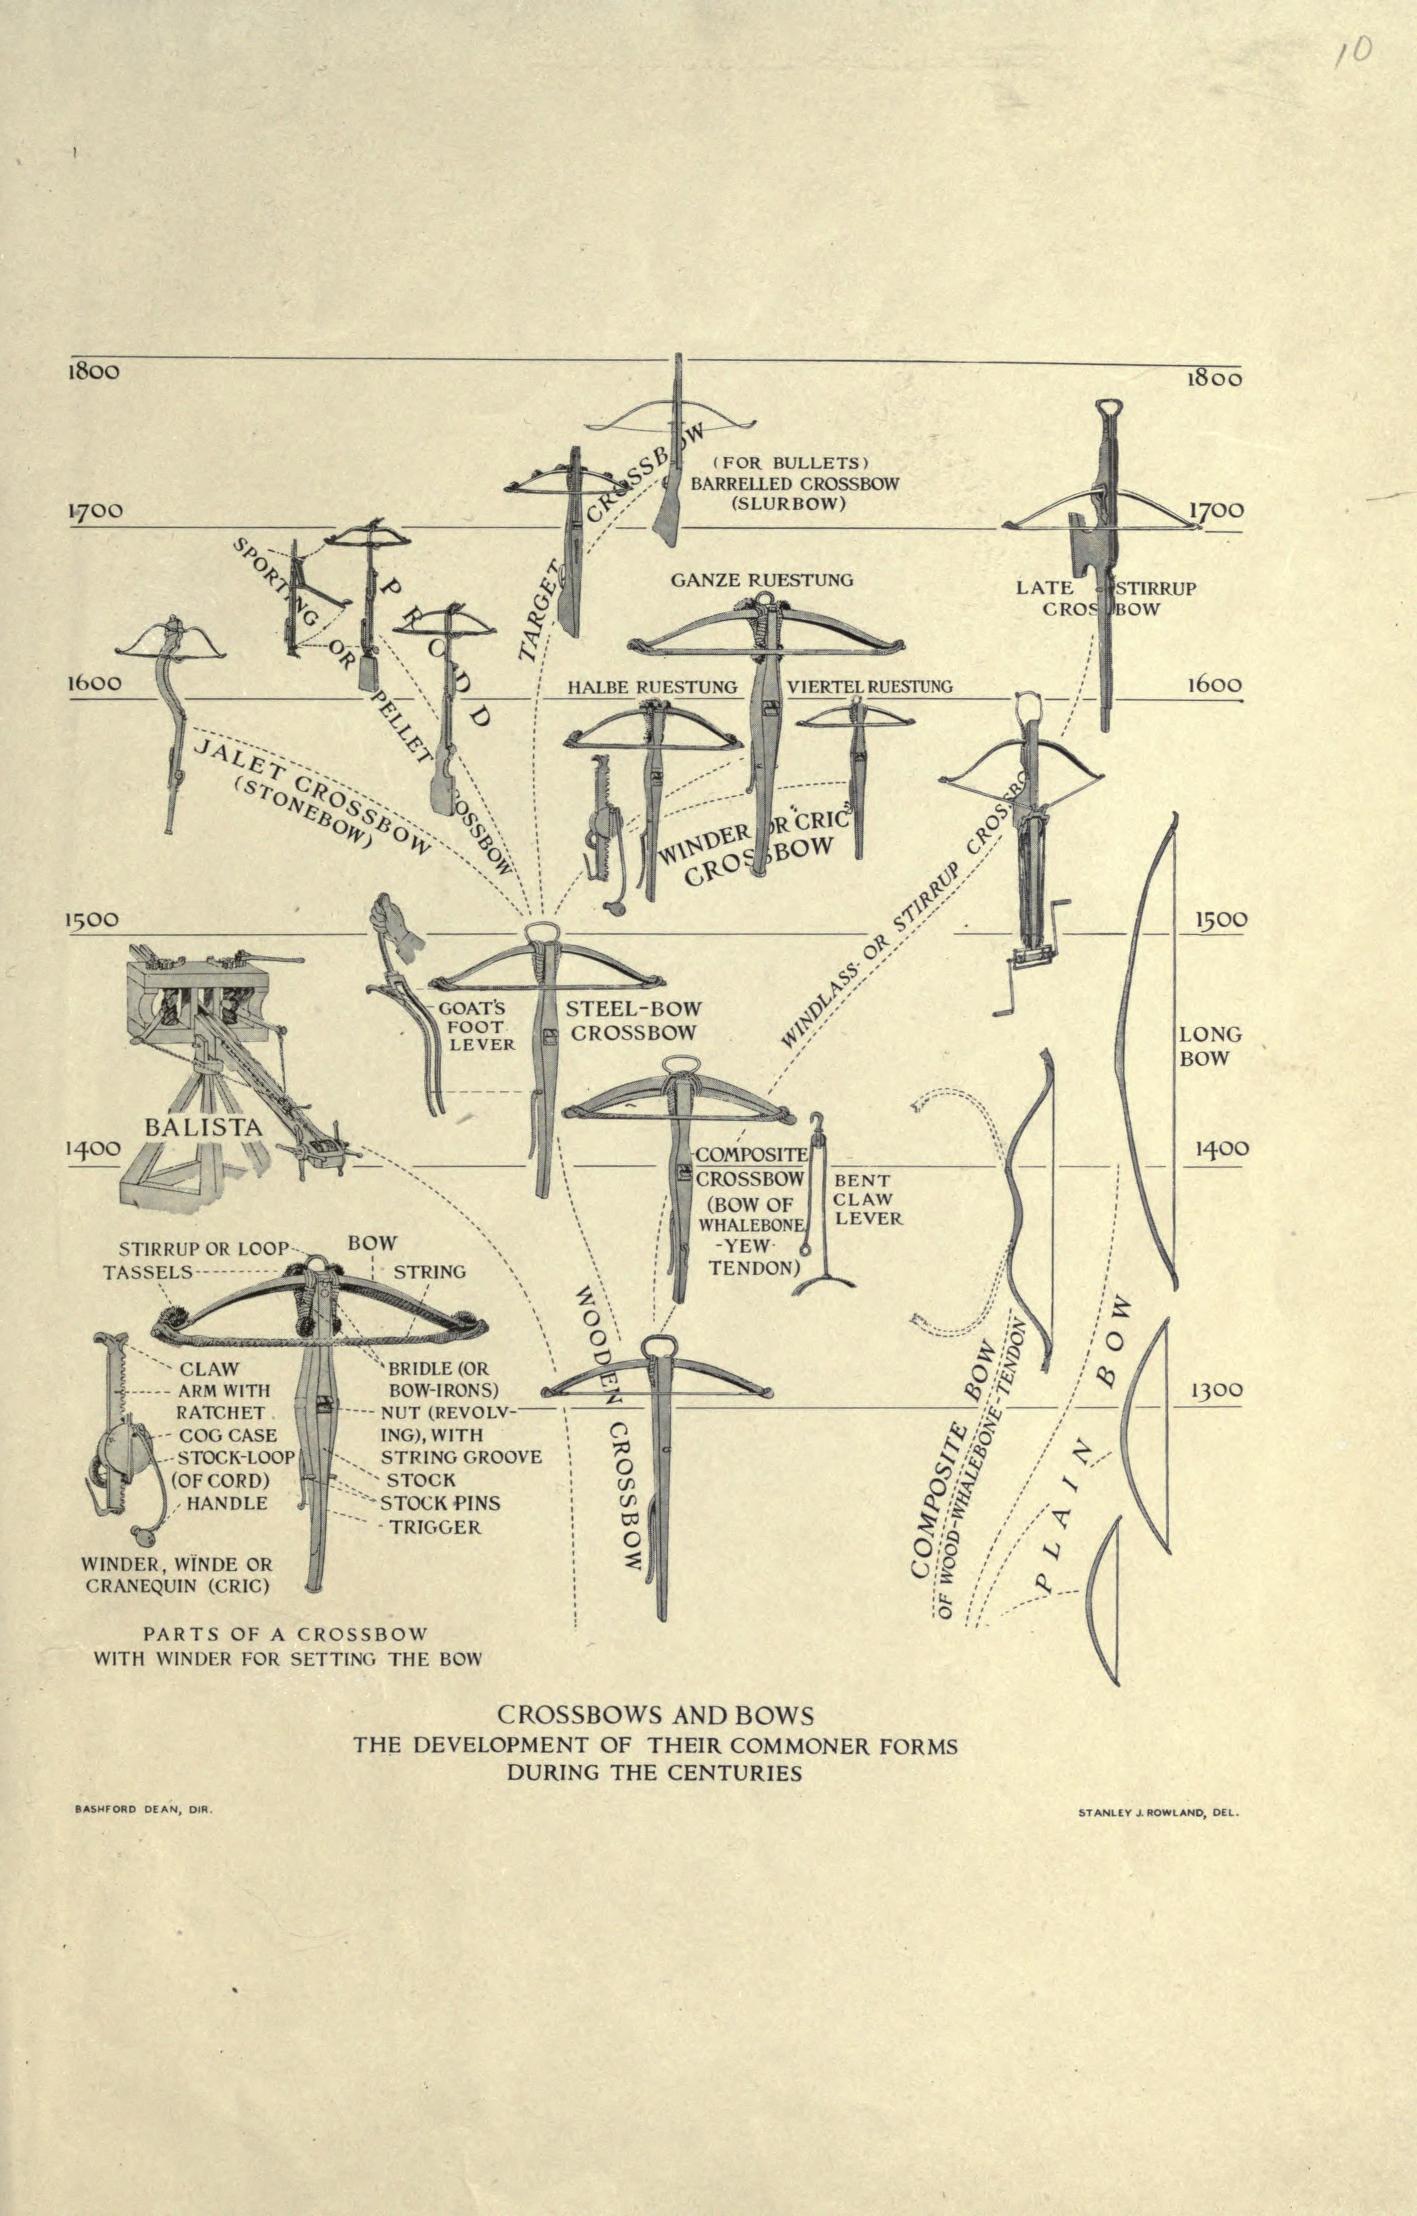 10
1800
1800
(FOR BULLETS)
BARRELLED CROSSBOW
(SLURBOW)
TARGET CROSSBOW
1700
1700
SPORTING OR PELLET CROSSBOW
PRODD
GANZE RUESTUNG
LATE STIRRUP
CROSSBOW
1600
HALBE RUESTUNG
VIERTEL RUESTUNG
1600
JALET CROSSBOW
(STONEBOW)
WINDER OR "CRIC"
CROSSBOW
WINDLASS- OR STIRRUP CROSSBOW
1500
1500
GOAT'S
FOOT
LEVER
STEEL-BOW
CROSSBOW
LONG
BOW
BALISTA
1400
1400
COMPOSITE
CROSSBOW
(BOW OF
WHALEBONE
-YEW-
TENDON)
BENT
CLAW
LEVER
STIRRUP OR LOOP
BOW
TASSELS
STRING
WOODEN CROSSBOW
COMPOSITE BOW
OF WOOD-WHALEBONE-TENDON
PLAIN BOW
1300
CLAW
ARM WITH
RATCHET
COG CASE
STOCK-LOOP
(OF CORD)
HANDLE
BRIDLE (OR
BOW-IRONS)
NUT (REVOLV-
ING), WITH
STRING GROOVE
STOCK
STOCK PINS
TRIGGER
WINDER, WINDE OR
CRANEQUIN (CRIC)
PARTS OF A CROSSBOW
WITH WINDER FOR SETTING THE BOW
CROSSBOWS AND BOWS
THE DEVELOPMENT OF THEIR COMMONER FORMS
DURING THE CENTURIES
BASHFORD DEAN, DIR.
STANLEY J. ROWLAND, DEL.